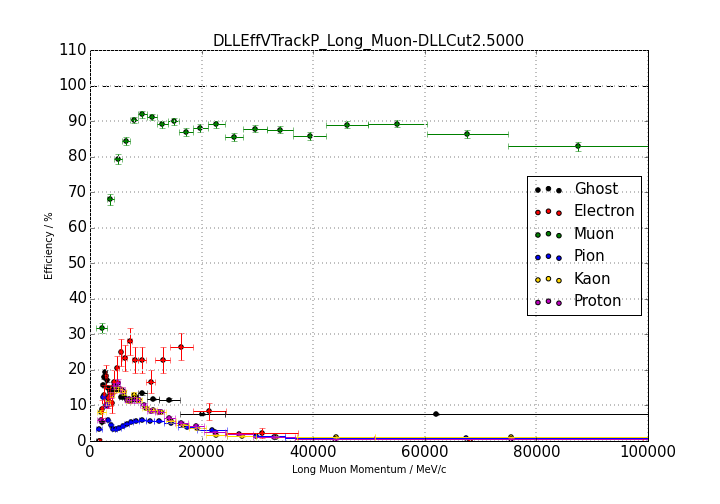 DLLEffVTrackP_Long_Muon-DLLCut2.5000
110
100
90
80
70
60
50
40
30
20
10
0
Efficiency / %
Ghost
Electron
Muon
Pion
Kaon
Proton
0 20000 40000 60000 80000 100000
Long Muon Momentum / MeV/c